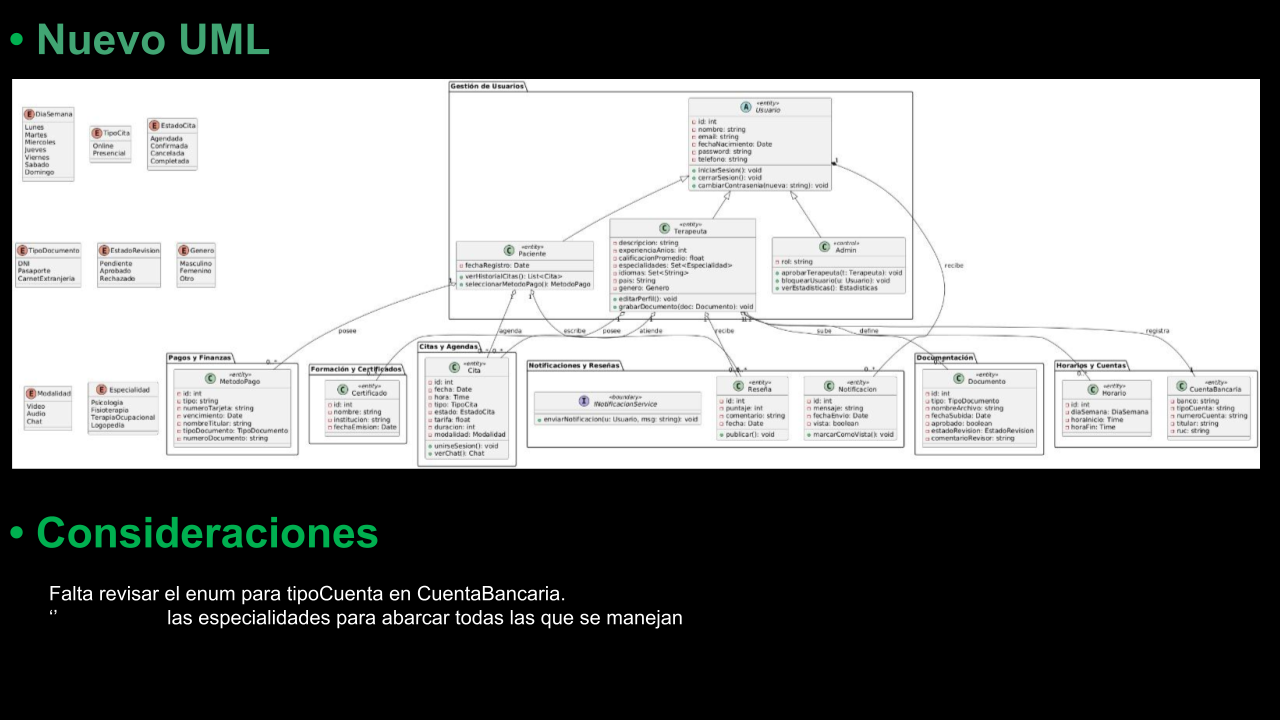 • Nuevo UML
Gestión de Usuarios
«entity»
Usuario
id: int
nombre: string
email: string
fechaNacimiento: Date
password: string
telefono: string
iniciarSesion(): void
cerrarSesion(): void
cambiarContrasenia(nueva: string): void
DiaSemana
Lunes
Martes
Miercoles
Jueves
Viernes
Sabado
Domingo
TipoCita
Online
Presencial
EstadoCita
Agendada
Confirmada
Cancelada
Completada
TipoDocumento
DNI
Pasaporte
CarnetExtranjeria
EstadoRevision
Pendiente
Aprobado
Rechazado
Genero
Masculino
Femenino
Otro
«entity»
Paciente
fechaRegistro: Date
verHistorialCitas(): List<Cita>
seleccionarMetodoPago(): MetodoPago
«entity»
Terapeuta
descripcion: string
experienciaAnios: int
calificacionPromedio: float
especialidades: Set<Especialidad>
idiomas: Set<String>
pais: String
genero: Genero
editarPerfil(): void
grabarDocumento(doc: Documento): void
«control»
Admin
rol: string
aprobarTerapeuta(t: Terapeuta): void
bloquearUsuario(u: Usuario): void
verEstadisticas(): Estadisticas
recibe
posee
agenda
escribe
posee
atiende
recibe
sube
define
registra
Modalidad
Video
Audio
Chat
Especialidad
Psicologia
Fisioterapia
TerapiaOcupacional
Logopedia
Pagos y Finanzas
«entity»
MetodoPago
id: int
tipo: string
numeroTarjeta: string
vencimiento: Date
nombreTitular: string
tipoDocumento: TipoDocumento
numeroDocumento: string
Formación y Certificados
«entity»
Certificado
id: int
nombre: string
institucion: string
fechaEmision: Date
Citas y Agendas
«entity»
Cita
id: int
fecha: Date
hora: Time
tipo: TipoCita
estado: EstadoCita
tarifa: float
duracion: int
modalidad: Modalidad
unirseSesion(): void
verChat(): Chat
Notificaciones y Reseñas
«boundary»
INotificacionService
enviarNotificacion(u: Usuario, msg: string): void
«entity»
Reseña
id: int
puntaje: int
comentario: string
fecha: Date
publicar(): void
«entity»
Notificacion
id: int
mensaje: string
fechaEnvio: Date
vista: boolean
marcarComoVista(): void
Documentación
«entity»
Documento
id: int
tipo: TipoDocumento
nombreArchivo: string
fechaSubida: Date
aprobado: boolean
estadoRevision: EstadoRevision
comentarioRevisor: string
Horarios y Cuentas
«entity»
Horario
id: int
diaSemana: DiaSemana
horaInicio: Time
horaFin: Time
«entity»
CuentaBancaria
banco: string
tipoCuenta: string
numeroCuenta: string
titular: string
ruc: string
• Consideraciones
Falta revisar el enum para tipoCuenta en CuentaBancaria.
‘’ las especialidades para abarcar todas las que se manejan